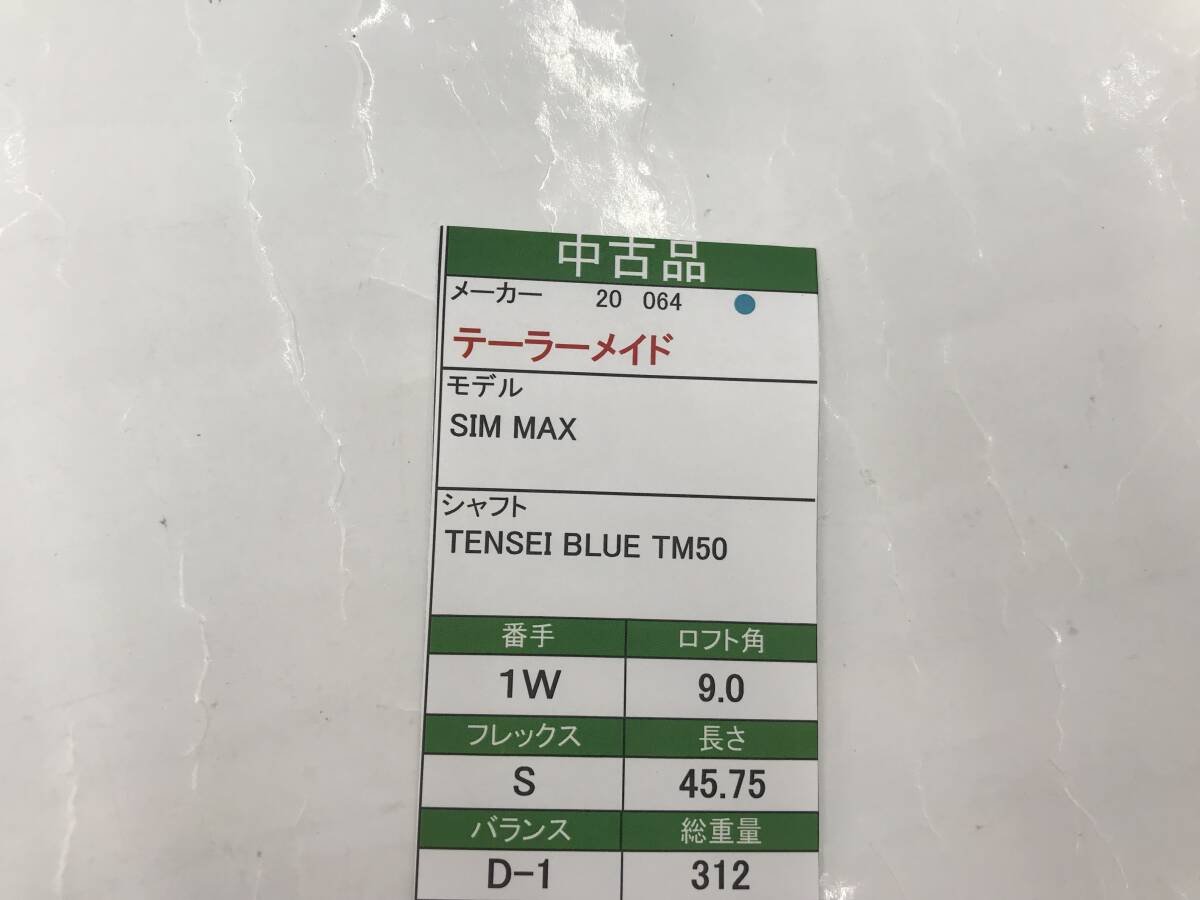 中古品
メーカー 20 064
テーラーメイド
モデル
SIM MAX
シャフト
TENSEI BLUE TM50
番手 ロフト角
1W 9.0
フレックス 長さ
S 45.75
バランス 総重量
D-1 312